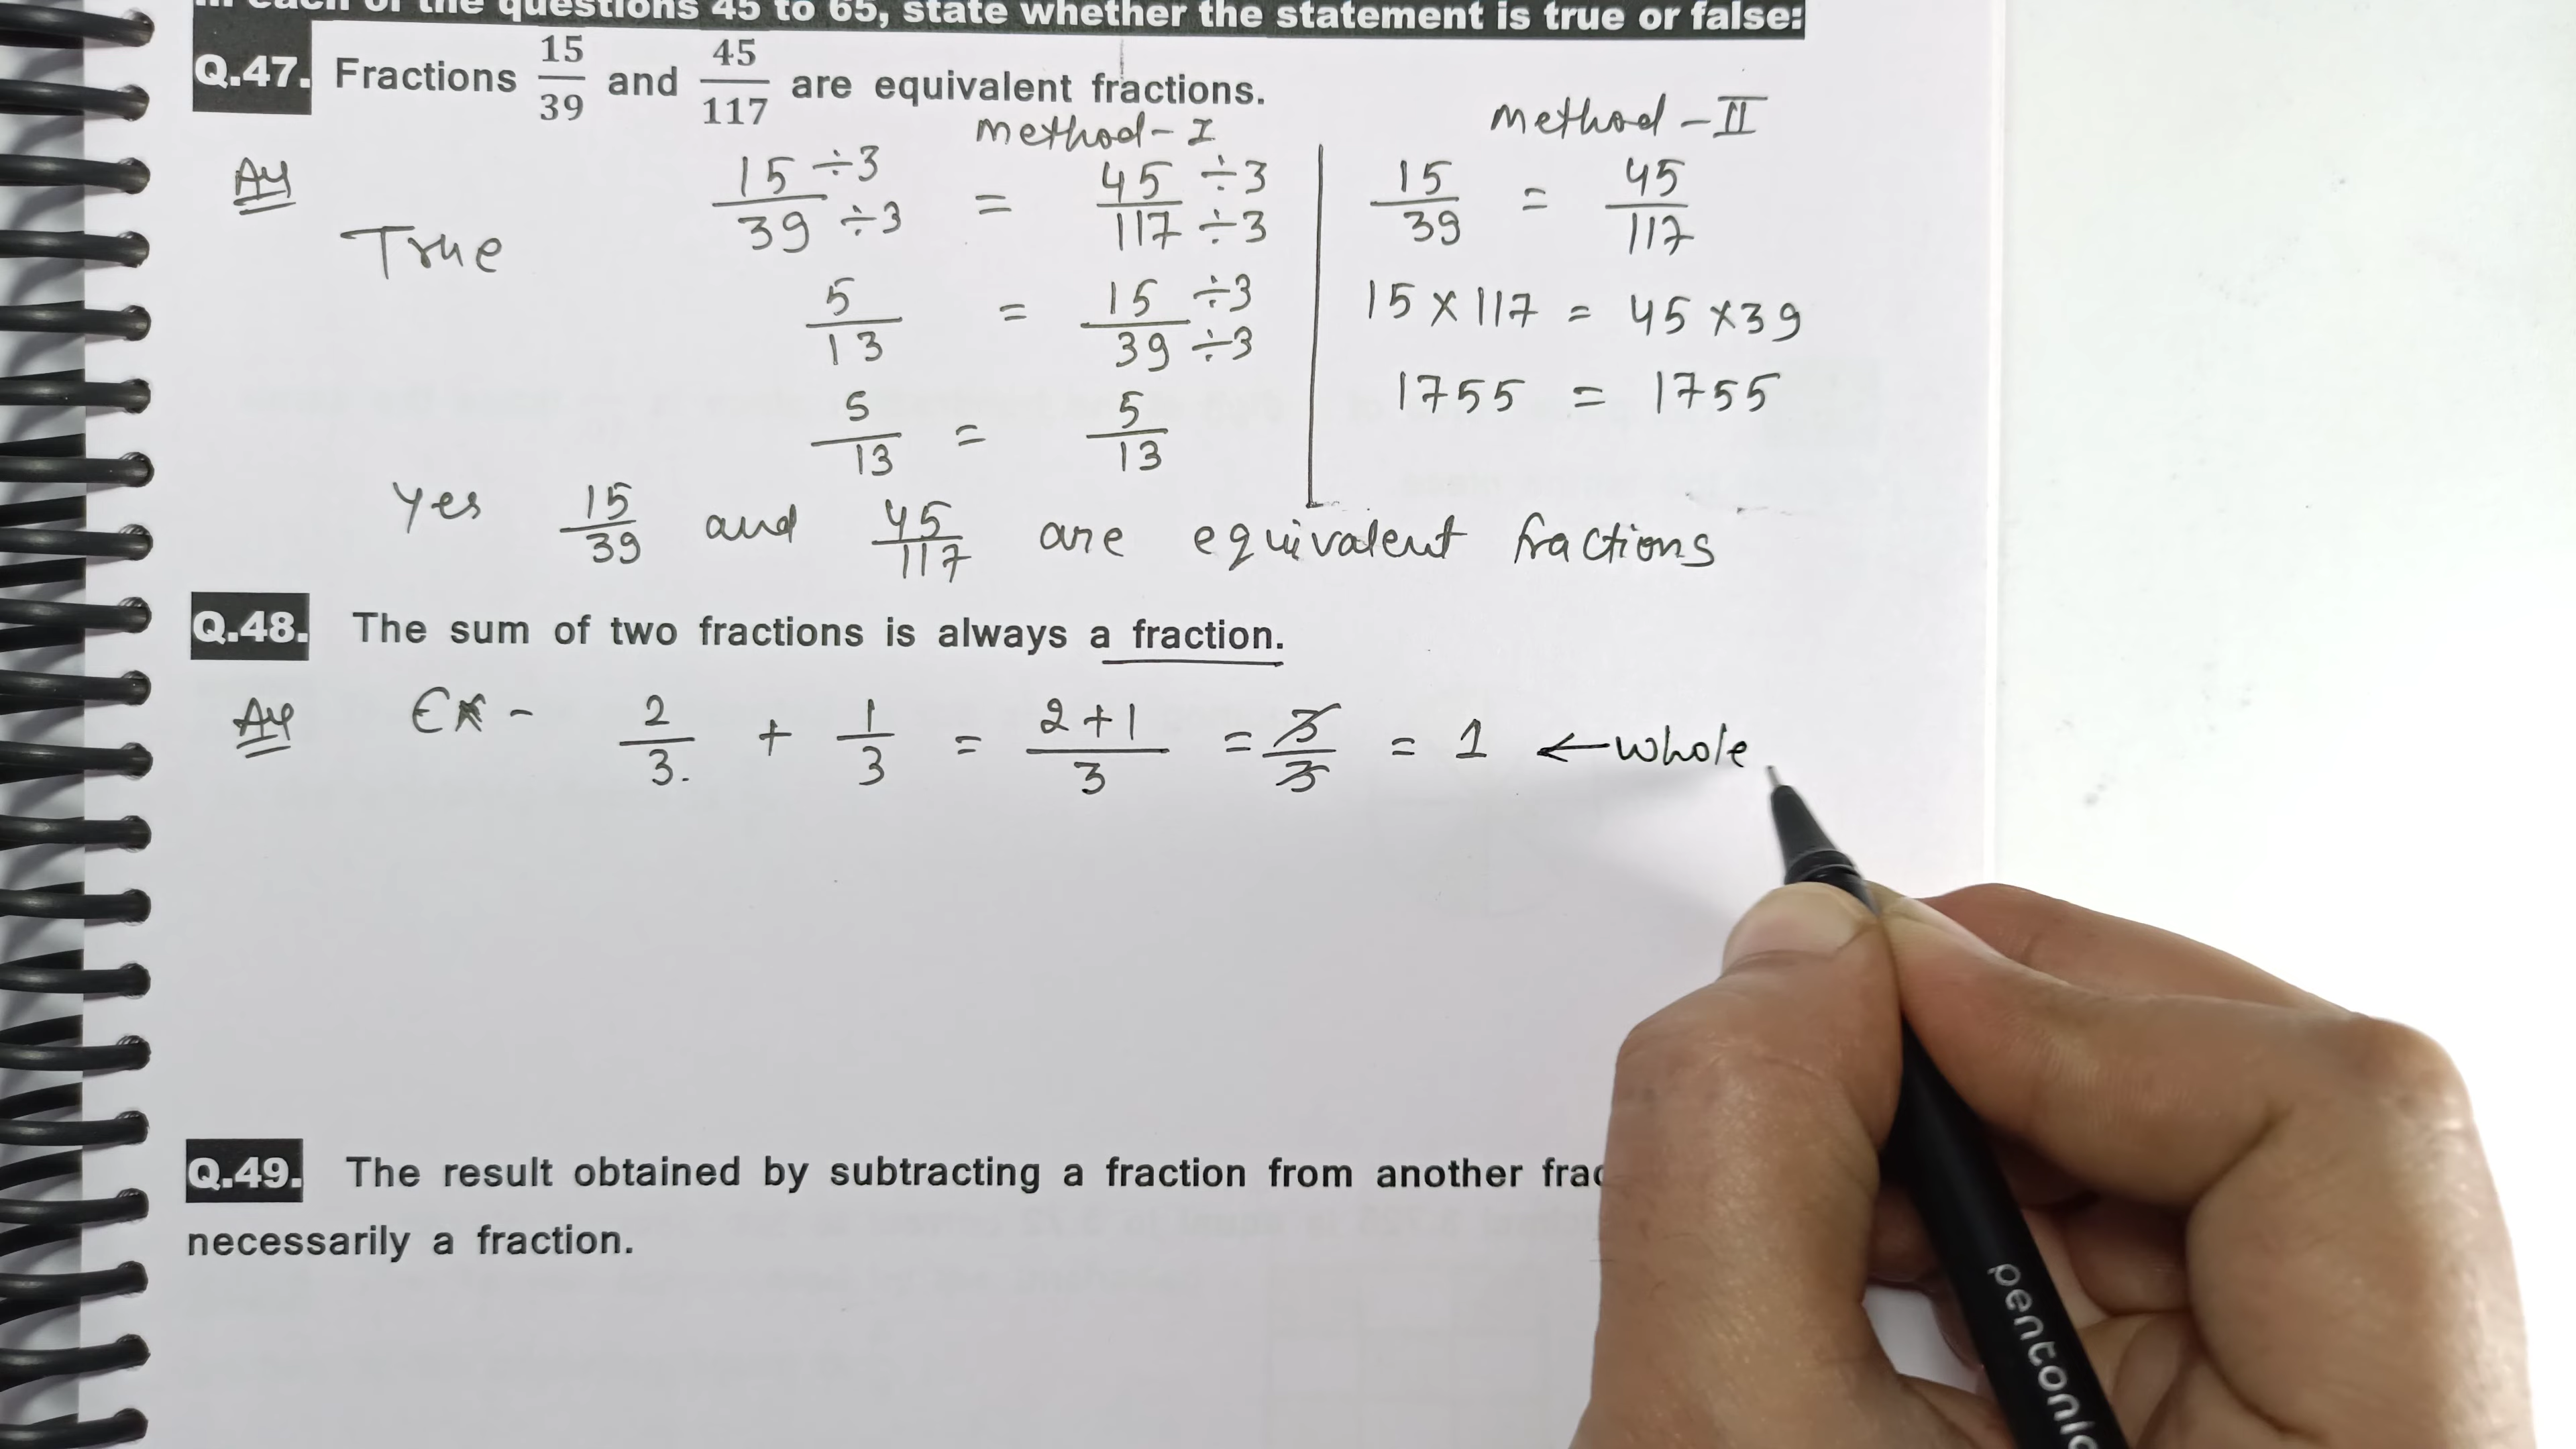 of the questions 45 to 65, state whether the statement is true or false:
Q.47. Fractions 15/39 and 45/117 are equivalent fractions.
Method - I
Method - II
15 ÷3 / 39 ÷3 = 45 ÷3 / 117 ÷3
15/39 = 45/117
True
5/13 = 15 ÷3 / 39 ÷3
15 × 117 = 45 × 39
5/13 = 5/13
1755 = 1755
Yes 15/39 and 45/117 are equivalent fractions
Q.48. The sum of two fractions is always a fraction.
Ex - 2/3. + 1/3 = 2+1/3 = 3/3 = 1 ← whole
Q.49. The result obtained by subtracting a fraction from another
necessarily a fraction.
pentonic